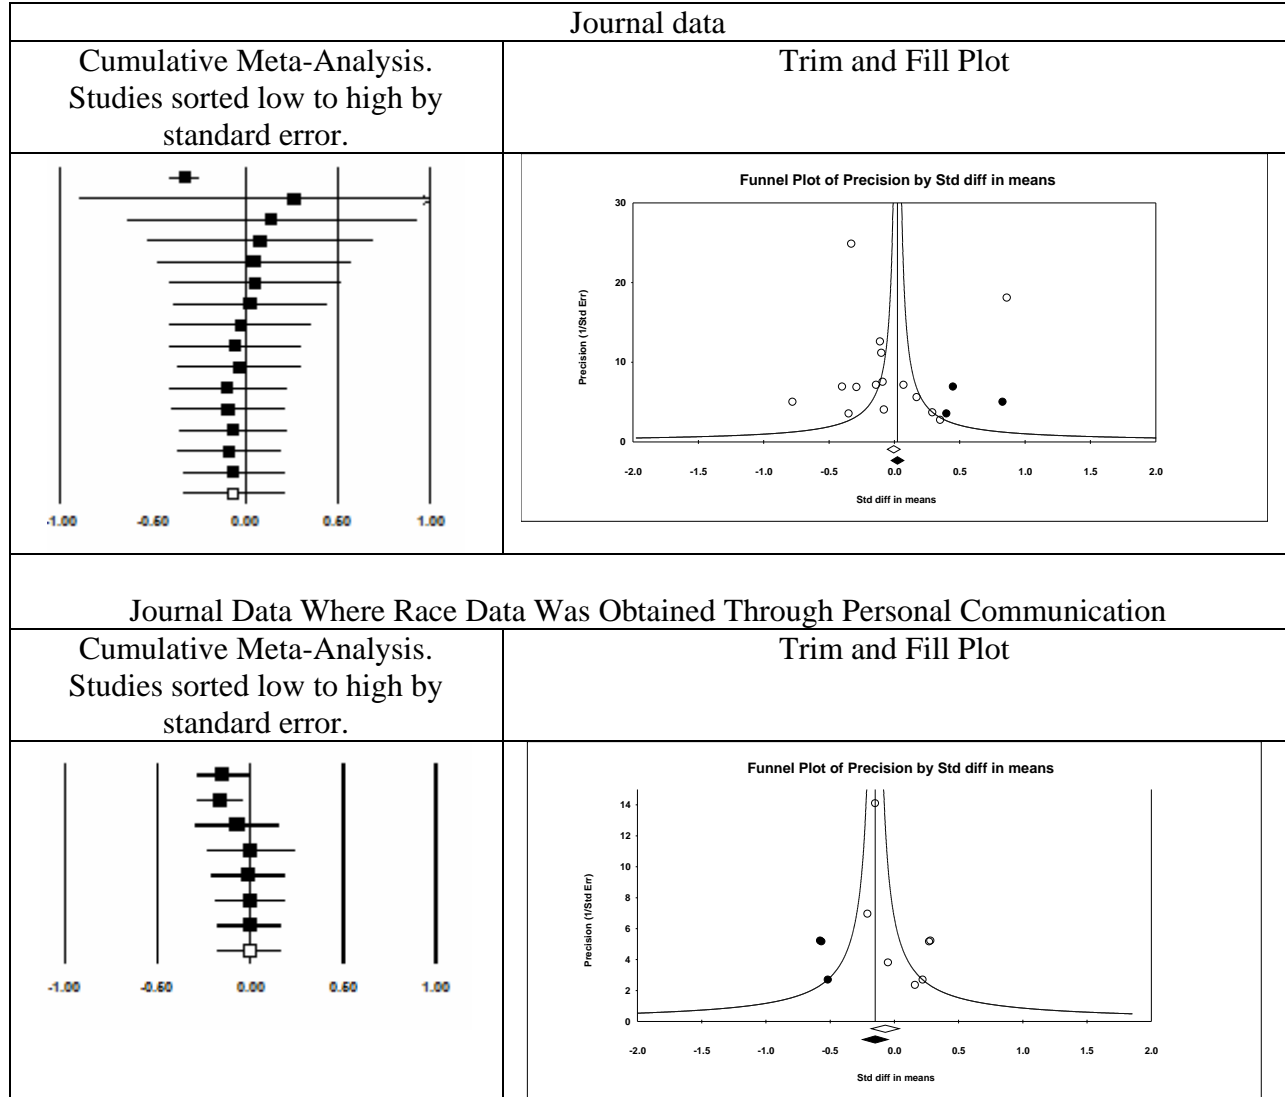 Journal data
Cumulative Meta-Analysis.
Studies sorted low to high by
standard error.
Trim and Fill Plot
-1.00 -0.50 0.00 0.50 1.00
Funnel Plot of Precision by Std diff in means
30
20
10
0
Precision (1/Std Err)
-2.0 -1.5 -1.0 -0.5 0.0 0.5 1.0 1.5 2.0
Std diff in means
Journal Data Where Race Data Was Obtained Through Personal Communication
Cumulative Meta-Analysis.
Studies sorted low to high by
standard error.
Trim and Fill Plot
-1.00 -0.50 0.00 0.50 1.00
Funnel Plot of Precision by Std diff in means
14
12
10
8
6
4
2
0
Precision (1/Std Err)
-2.0 -1.5 -1.0 -0.5 0.0 0.5 1.0 1.5 2.0
Std diff in means